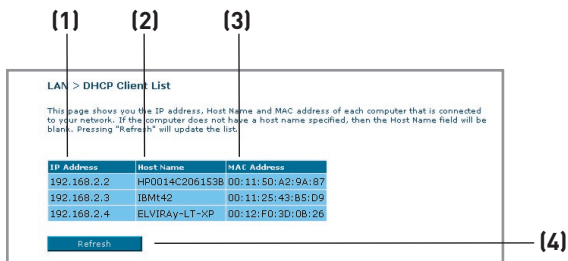 (1) (2) (3)
LAN > DHCP Client List
This page shows you the IP address, Host Name and MAC address of each computer that is connected
to your network. If the computer does not have a host name specified, then the Host Name field will be
blank. Pressing "Refresh" will update the list.
IP Address Host Name MAC Address
192.168.2.2 HP0014C206153B 00:11:50:A2:9A:87
192.168.2.3 IBMt42 00:11:25:43:B5:D9
192.168.2.4 ELVIRAy-LT-XP 00:12:F0:3D:0B:26
Refresh (4)